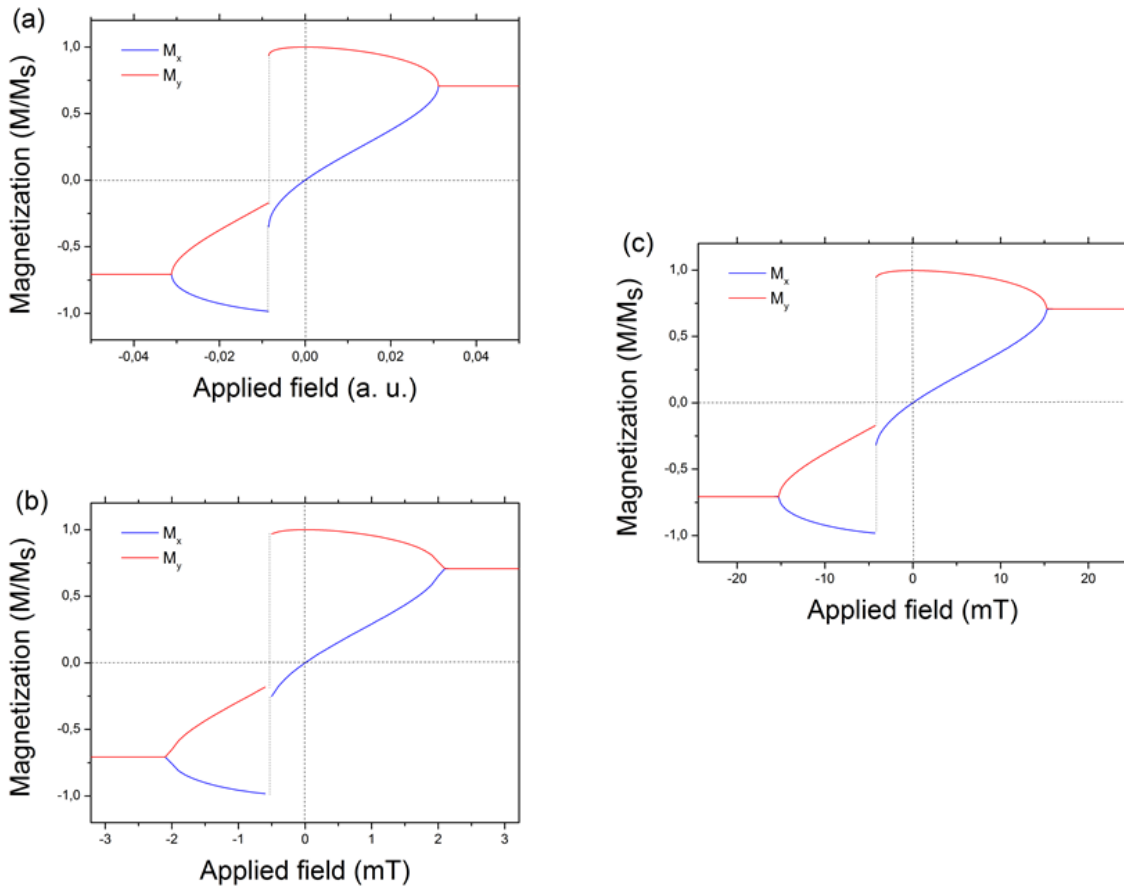 (a)
Magnetization (M/Ms)
1,0
0,5
0,0
-0,5
-1,0
Mx
My
-0,04
-0,02
0,00
0,02
0,04
Applied field (a. u.)
(b)
Magnetization (M/Ms)
1,0
0,5
0,0
-0,5
-1,0
Mx
My
-3
-2
-1
0
1
2
3
Applied field (mT)
(c)
Magnetization (M/Ms)
1,0
0,5
0,0
-0,5
-1,0
Mx
My
-20
-10
0
10
20
Applied field (mT)